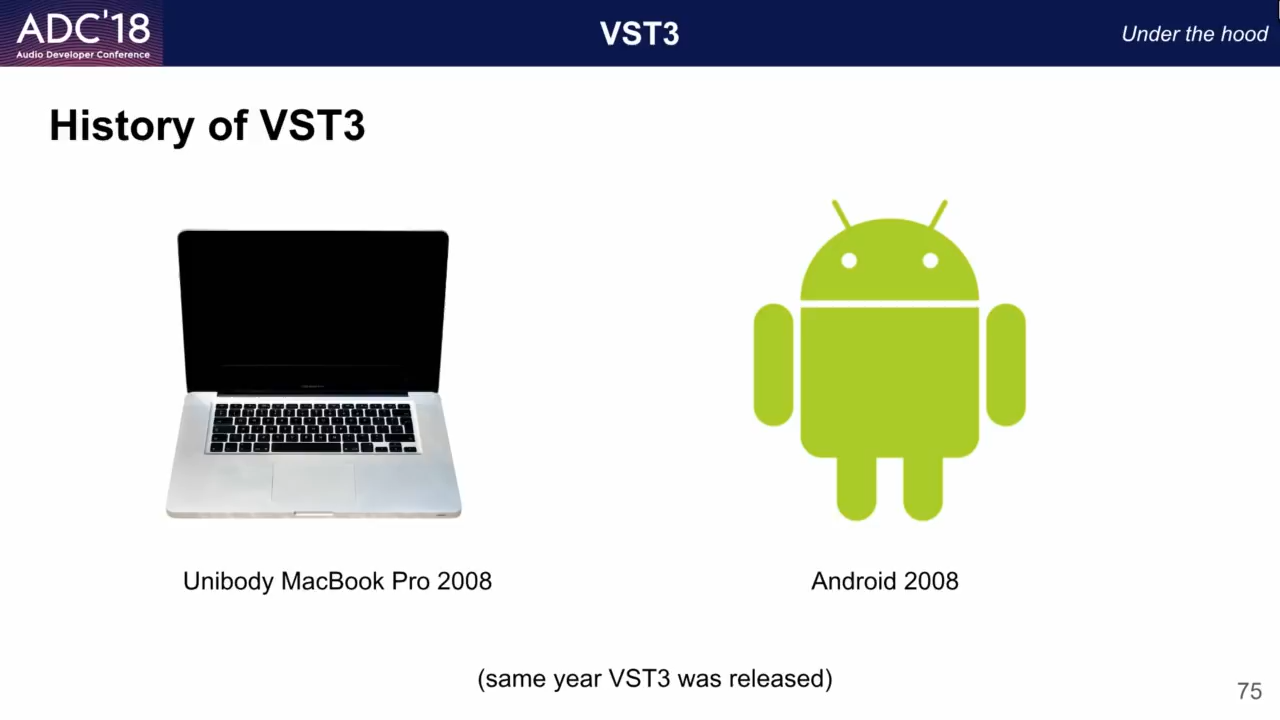 ADC'18
Audio Developer Conference
VST3
Under the hood
History of VST3
Unibody MacBook Pro 2008
Android 2008
(same year VST3 was released)
75